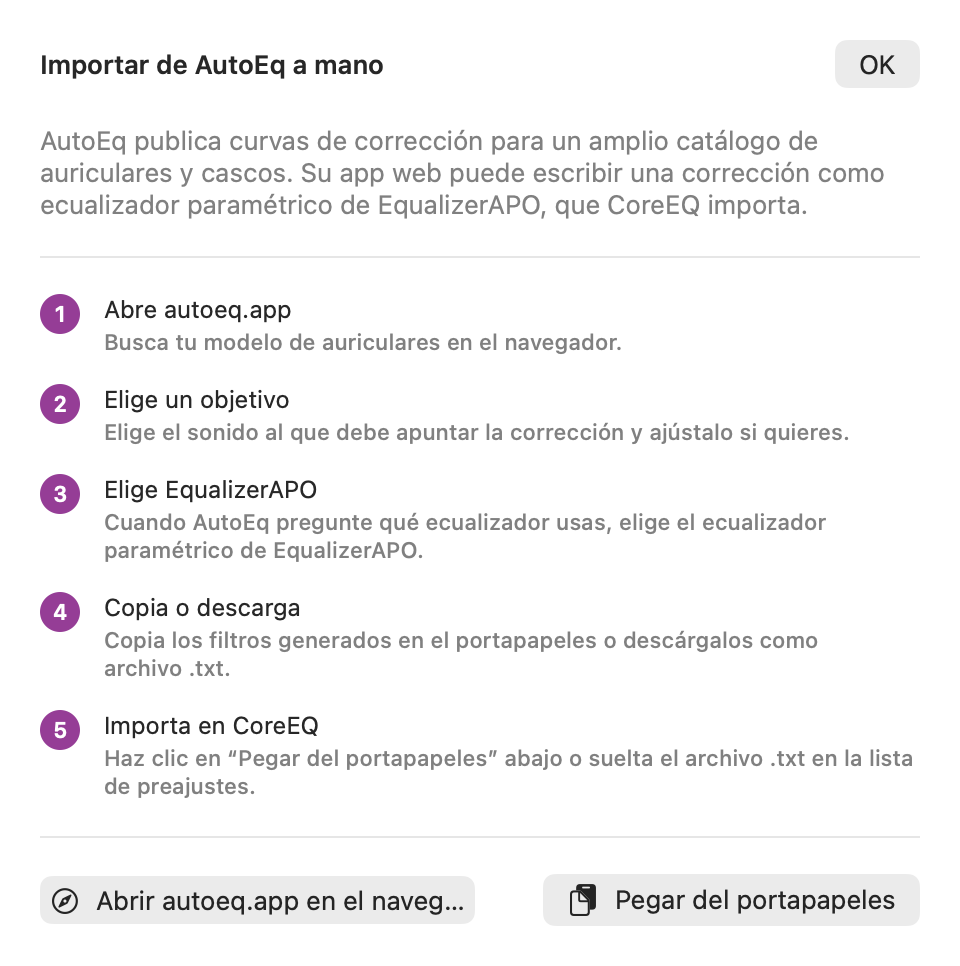 Importar de AutoEq a mano
OK
AutoEq publica curvas de corrección para un amplio catálogo de
auriculares y cascos. Su app web puede escribir una corrección como
ecualizador paramétrico de EqualizerAPO, que CoreEQ importa.
1
Abre autoeq.app
Busca tu modelo de auriculares en el navegador.
2
Elige un objetivo
Elige el sonido al que debe apuntar la corrección y ajústalo si quieres.
3
Elige EqualizerAPO
Cuando AutoEq pregunte qué ecualizador usas, elige el ecualizador
paramétrico de EqualizerAPO.
4
Copia o descarga
Copia los filtros generados en el portapapeles o descárgalos como
archivo .txt.
5
Importa en CoreEQ
Haz clic en “Pegar del portapapeles” abajo o suelta el archivo .txt en la lista
de preajustes.
Abrir autoeq.app en el naveg...
Pegar del portapapeles